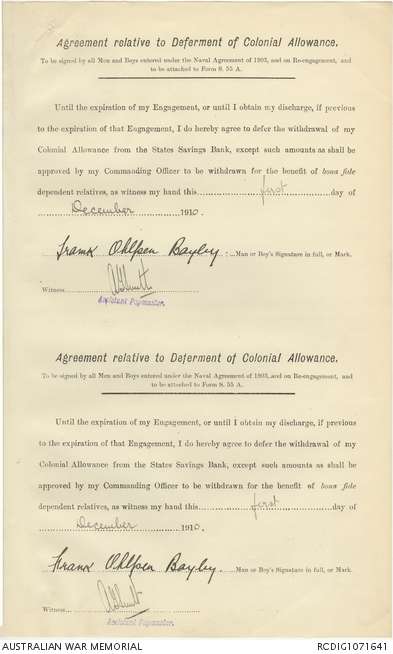 Agreement relative to Deferment of Colonial Allowance.
To be signed by all Men and Boys entered under the Naval Agreement of 1903, and on Re-engagement, and
to be attached to Form S. 55 A.
Until the expiration of my Engagement, or until I obtain my discharge, if previous
to the expiration of that Engagement, I do hereby agree to defer the withdrawal of my
Colonial Allowance from the States Savings Bank, except such amounts as shall be
approved by my Commanding Officer to be withdrawn for the benefit of bona fide
dependent relatives, as witness my hand this first day of
December 1910.
Frank Ohlfsen Bayly. Man or Boy's Signature in full, or Mark.
Witness
Assistant Paymaster.
Agreement relative to Deferment of Colonial Allowance.
To be signed by all Men and Boys entered under the Naval Agreement of 1903, and on Re-engagement, and
to be attached to Form S. 55 A.
Until the expiration of my Engagement, or until I obtain my discharge, if previous
to the expiration of that Engagement, I do hereby agree to defer the withdrawal of my
Colonial Allowance from the States Savings Bank, except such amounts as shall be
approved by my Commanding Officer to be withdrawn for the benefit of bona fide
dependent relatives, as witness my hand this first day of
December 1910.
Frank Ohlfsen Bayly. Man or Boy's Signature in full, or Mark.
Witness
Assistant Paymaster.
AUSTRALIAN WAR MEMORIAL RCDIG1071641